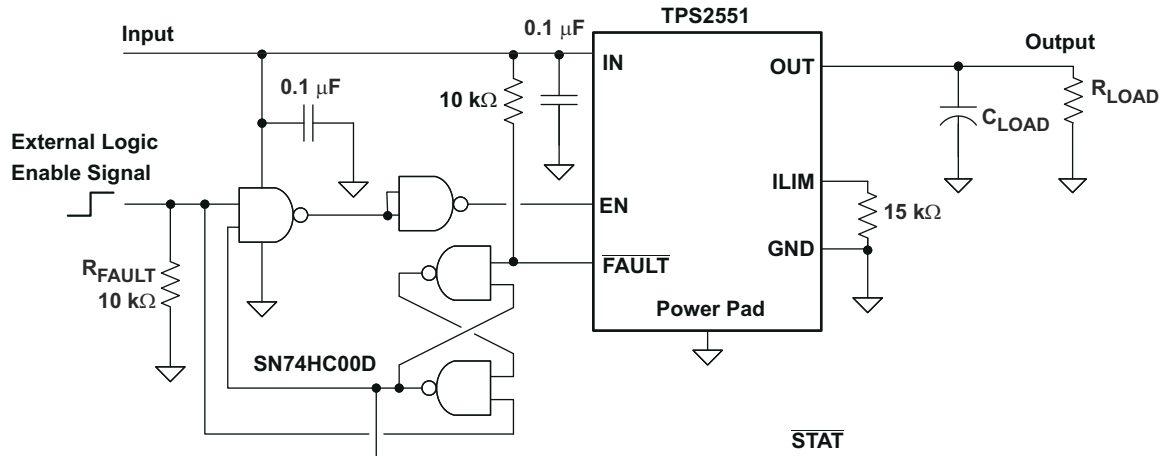 TPS2551
0.1 μF
Input
IN
OUT
Output
10 kΩ
0.1 μF
R_LOAD
C_LOAD
External Logic
Enable Signal
ILIM
EN
15 kΩ
GND
FAULT
R_FAULT
10 kΩ
Power Pad
SN74HC00D
STAT